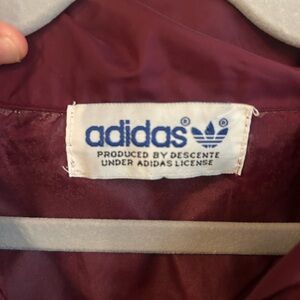 adidas® ®
PRODUCED BY DESCENTE
UNDER ADIDAS LICENSE